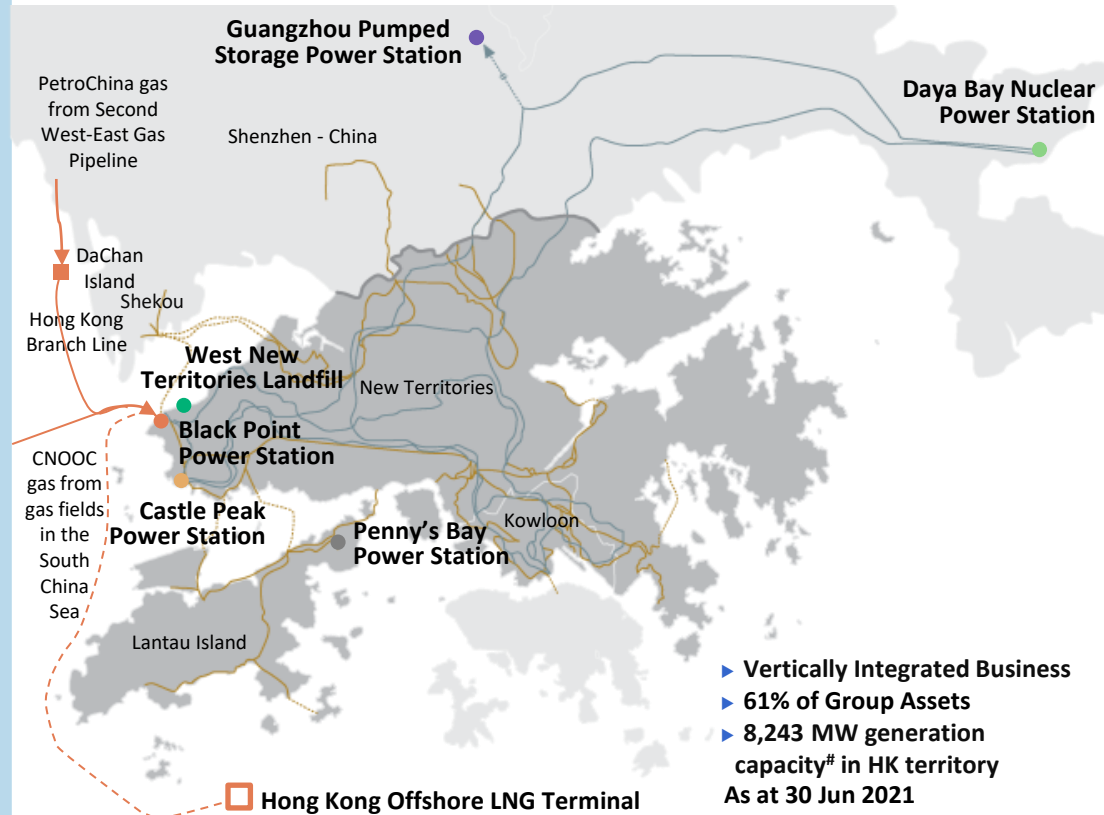 Guangzhou Pumped
Storage Power Station
Daya Bay Nuclear
Power Station
PetroChina gas
from Second
West-East Gas
Pipeline
Shenzhen - China
DaChan
Island
Shekou
Hong Kong
Branch Line
West New
Territories Landfill
New Territories
Black Point
Power Station
CNOOC
gas from
gas fields
in the
South
China
Sea
Castle Peak
Power Station
Penny’s Bay
Power Station
Kowloon
Lantau Island
▶ Vertically Integrated Business
▶ 61% of Group Assets
▶ 8,243 MW generation
capacity# in HK territory
As at 30 Jun 2021
Hong Kong Offshore LNG Terminal